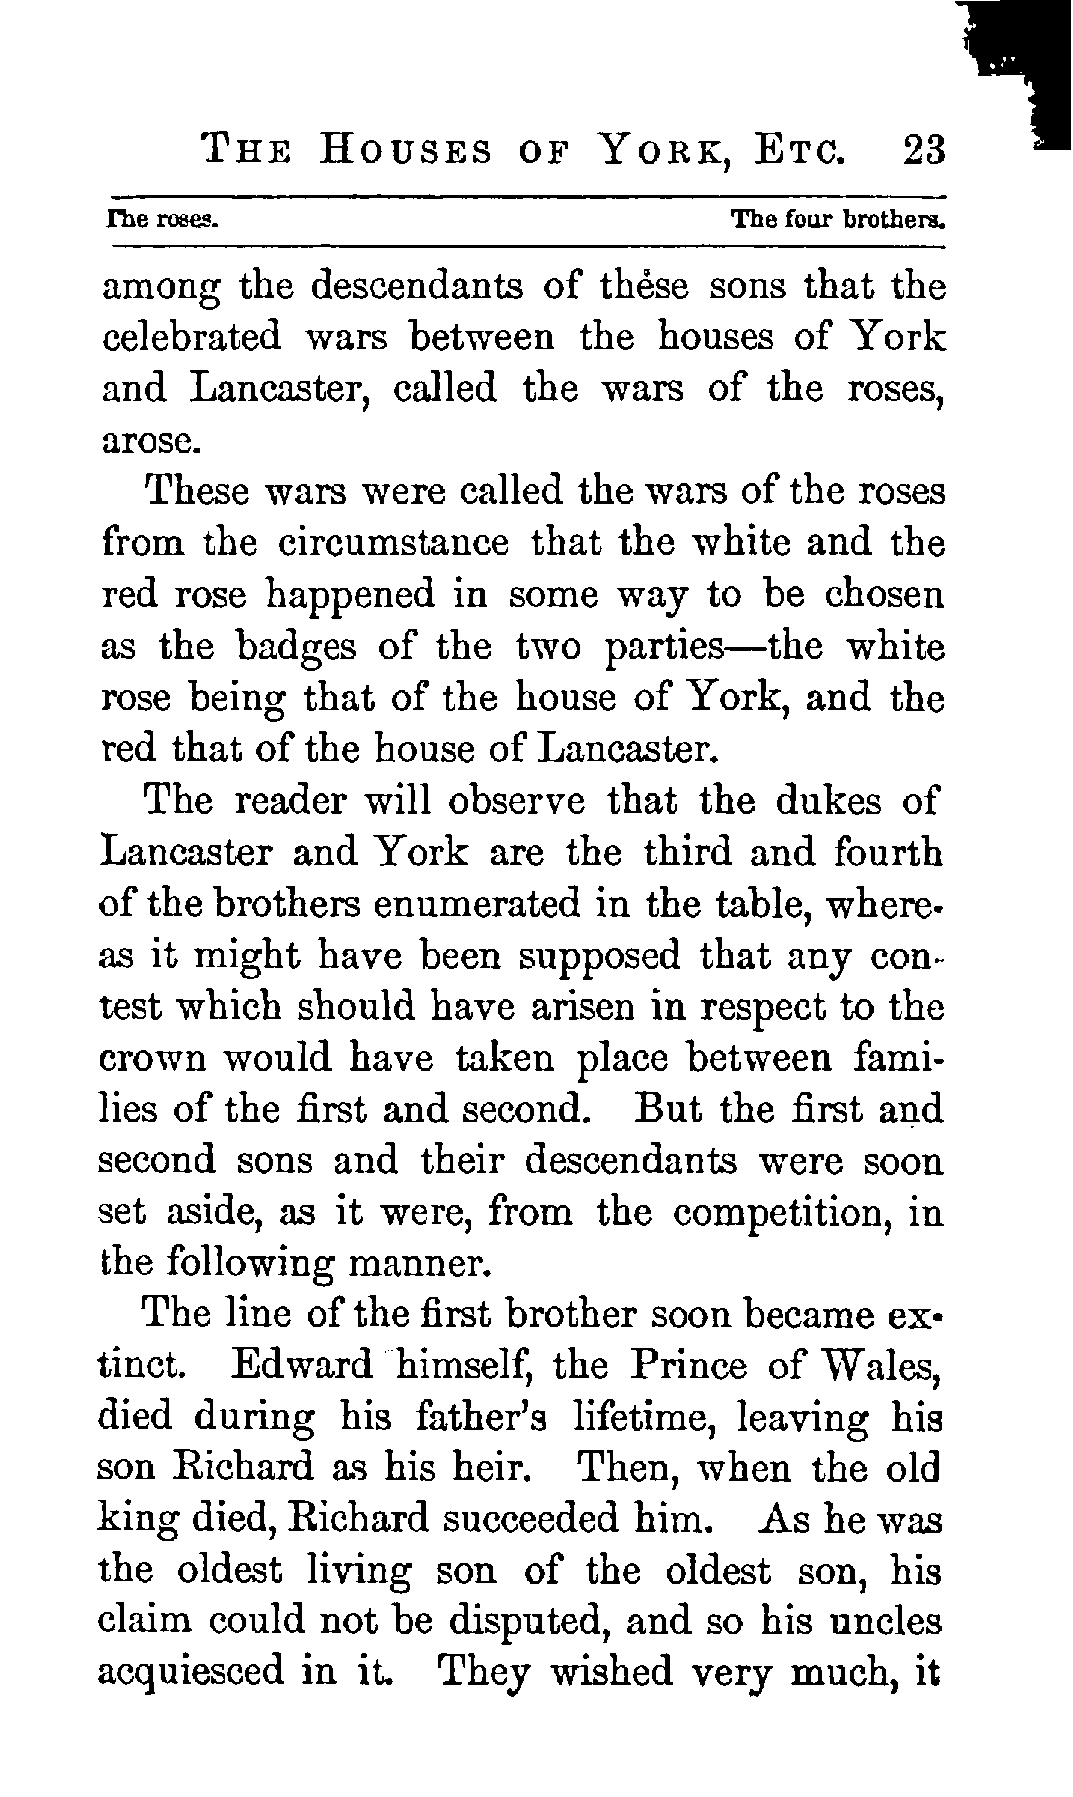 The Houses of York, Etc. 23
The roses. The four brothers.
among the descendants of these sons that the
celebrated wars between the houses of York
and Lancaster, called the wars of the roses,
arose.
These wars were called the wars of the roses
from the circumstance that the white and the
red rose happened in some way to be chosen
as the badges of the two parties—the white
rose being that of the house of York, and the
red that of the house of Lancaster.
The reader will observe that the dukes of
Lancaster and York are the third and fourth
of the brothers enumerated in the table, where-
as it might have been supposed that any con-
test which should have arisen in respect to the
crown would have taken place between fami-
lies of the first and second. But the first and
second sons and their descendants were soon
set aside, as it were, from the competition, in
the following manner.
The line of the first brother soon became ex-
tinct. Edward himself, the Prince of Wales,
died during his father's lifetime, leaving his
son Richard as his heir. Then, when the old
king died, Richard succeeded him. As he was
the oldest living son of the oldest son, his
claim could not be disputed, and so his uncles
acquiesced in it. They wished very much, it